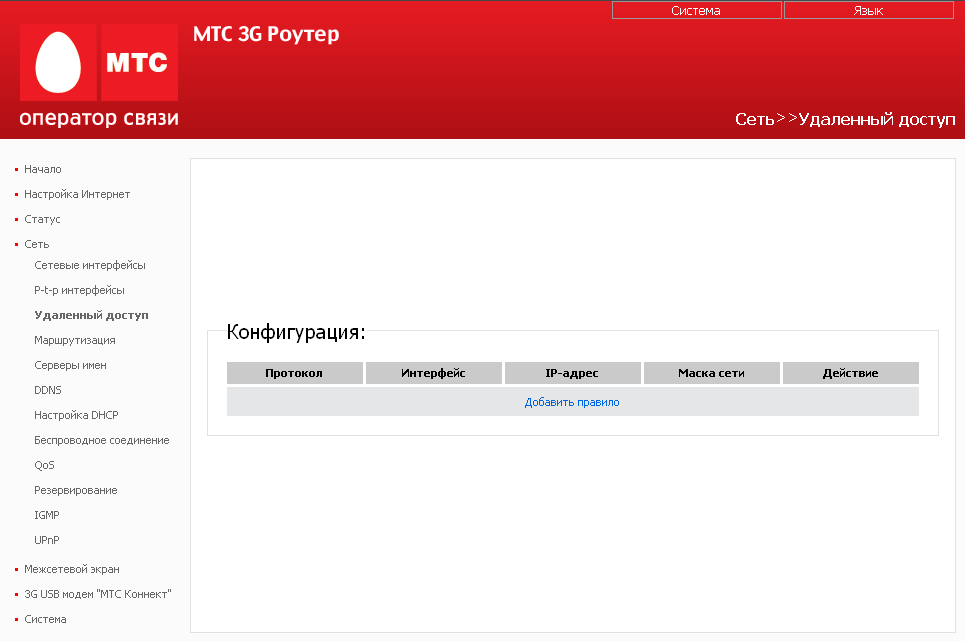 Система Язык
МТС 3G Роутер
МТС
оператор связи
Сеть>>Удаленный доступ
Начало
Настройка Интернет
Статус
Сеть
Сетевые интерфейсы
P-t-p интерфейсы
Удаленный доступ
Маршрутизация
Серверы имен
DDNS
Настройка DHCP
Беспроводное соединение
QoS
Резервирование
IGMP
UPnP
Межсетевой экран
3G USB модем "МТС Коннект"
Система
Конфигурация:
Протокол Интерфейс IP-адрес Маска сети Действие
Добавить правило